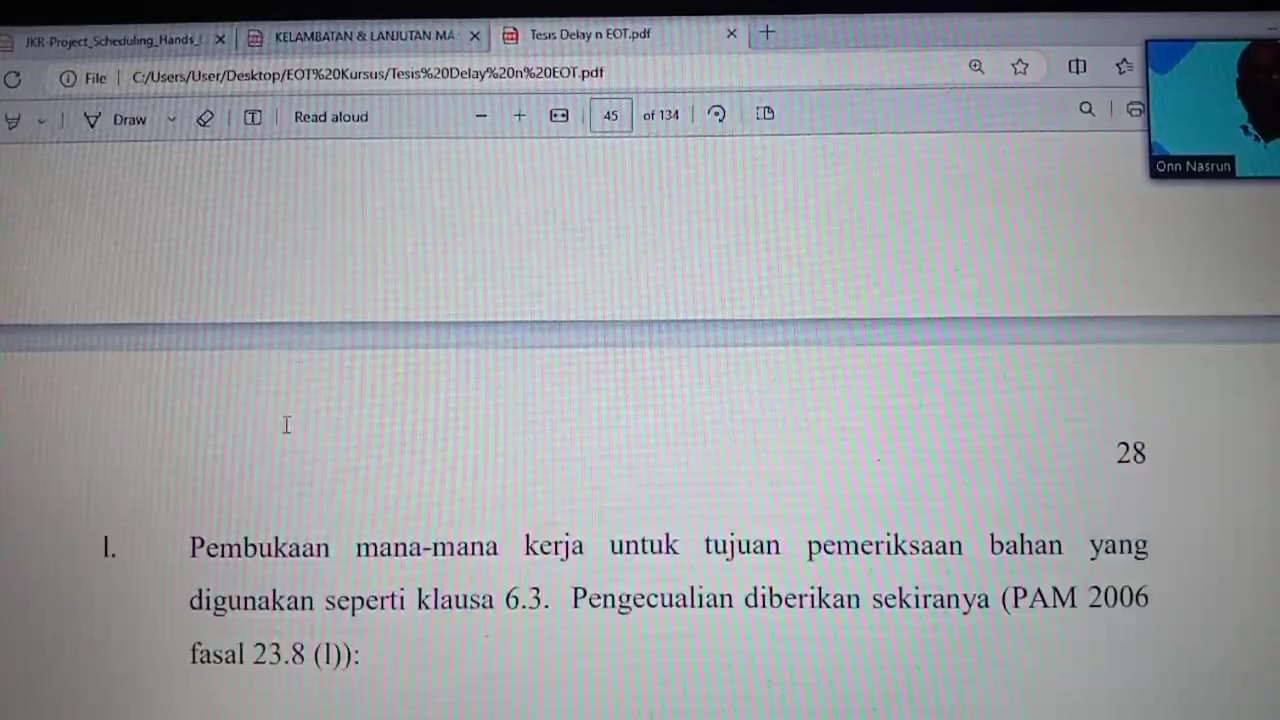 JKR-Project_Scheduling_Hands_
KELAMBATAN & LANJUTAN MA
Tesis Delay n EOT.pdf
File
C:/Users/User/Desktop/EOT%20Kursus/Tesis%20Delay%20n%20EOT.pdf
Draw
Read aloud
45 of 134
Onn Nasrun
28
l. Pembukaan mana-mana kerja untuk tujuan pemeriksaan bahan yang
digunakan seperti klausa 6.3. Pengecualian diberikan sekiranya (PAM 2006
fasal 23.8 (l)):